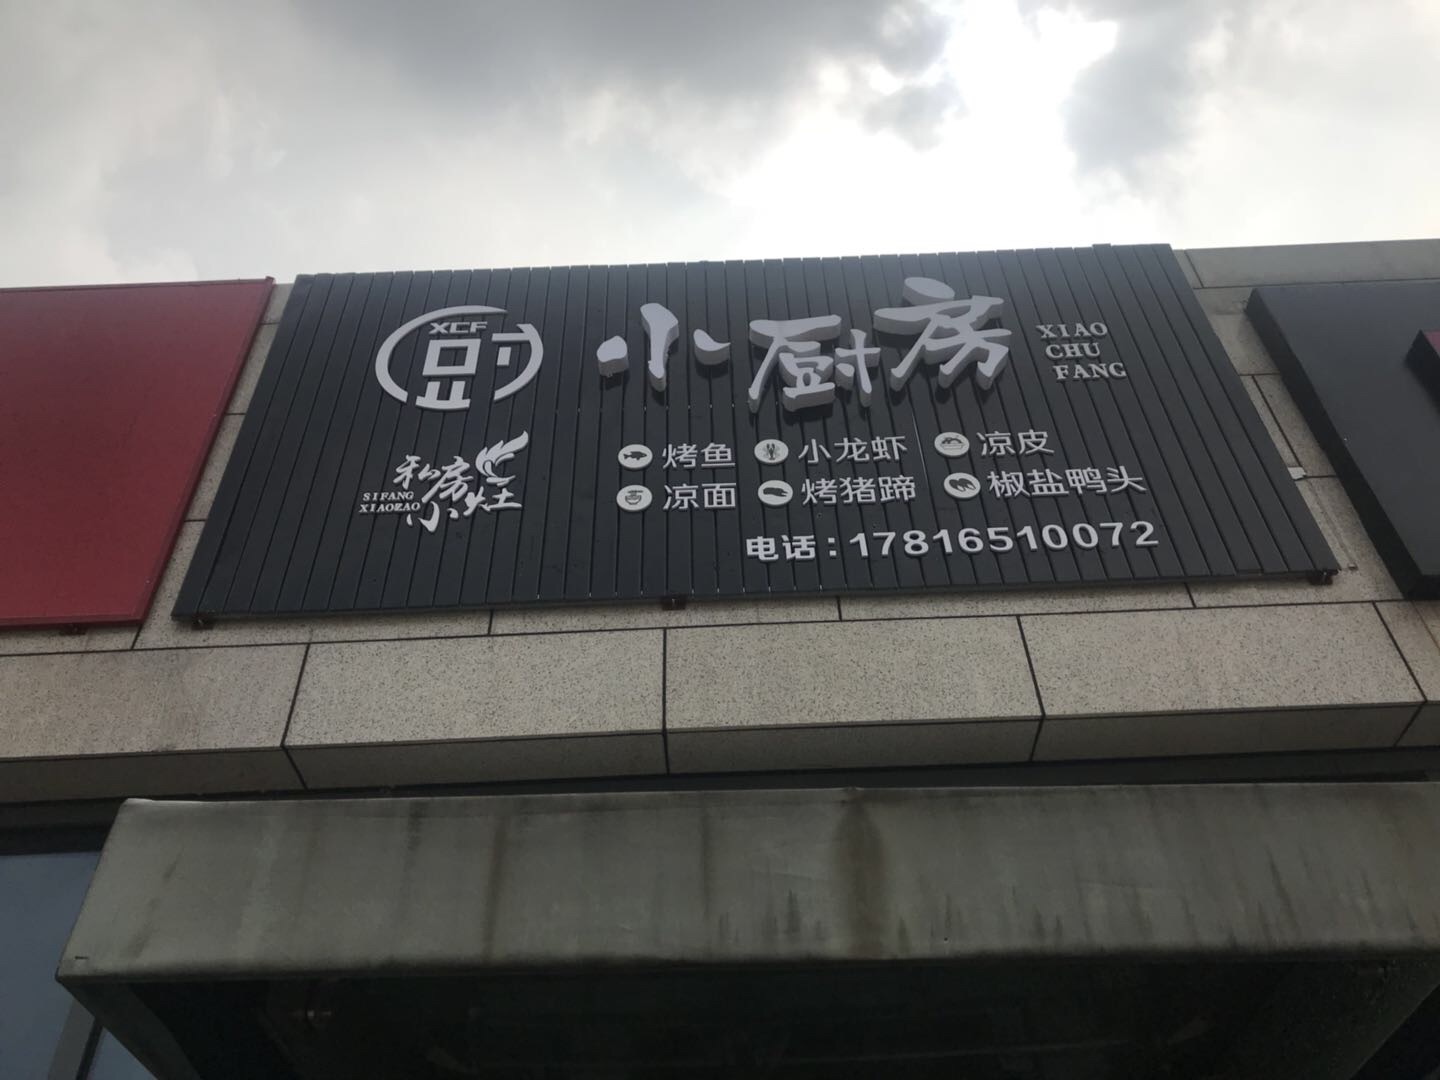 XCF
小厨房
XIAO
CHU
FANG
私房小灶
SIFANG
XIAOZAO
烤鱼 小龙虾 凉皮
凉面 烤猪蹄 椒盐鸭头
电话：17816510072